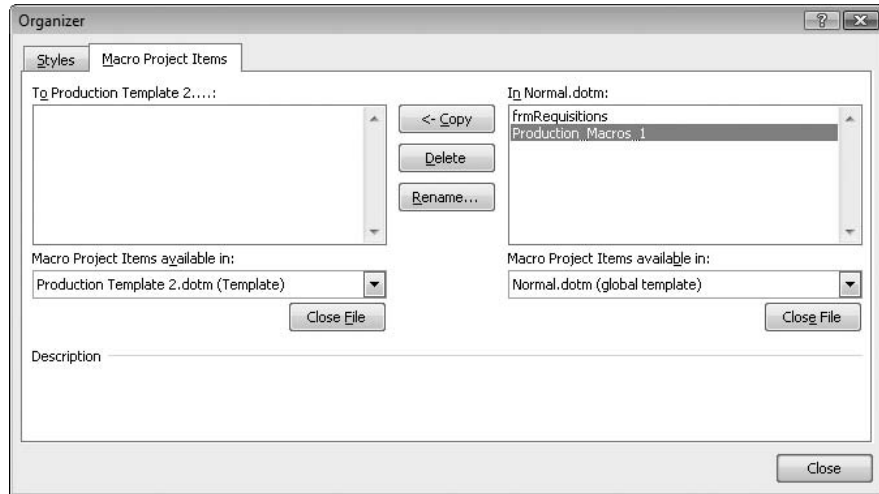 Organizer
Styles
Macro Project Items
To Production Template 2....:
<- Copy
Delete
Rename...
In Normal.dotm:
frmRequisitions
Production_Macros_1
Macro Project Items available in:
Production Template 2.dotm (Template)
Close File
Macro Project Items available in:
Normal.dotm (global template)
Close File
Description
Close